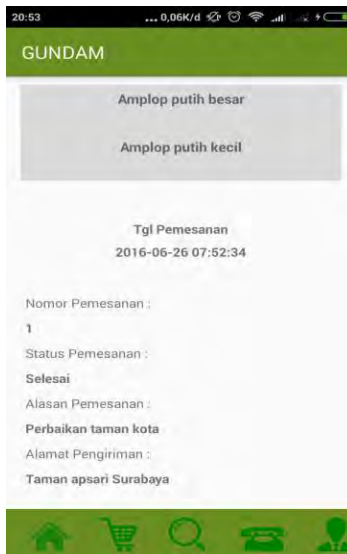 20:53
... 0,06K/d
GUNDAM
Amplop putih besar
Amplop putih kecil
Tgl Pemesanan
2016-06-26 07:52:34
Nomor Pemesanan :
1
Status Pemesanan :
Selesai
Alasan Pemesanan :
Perbaikan taman kota
Alamat Pengiriman :
Taman apsari Surabaya